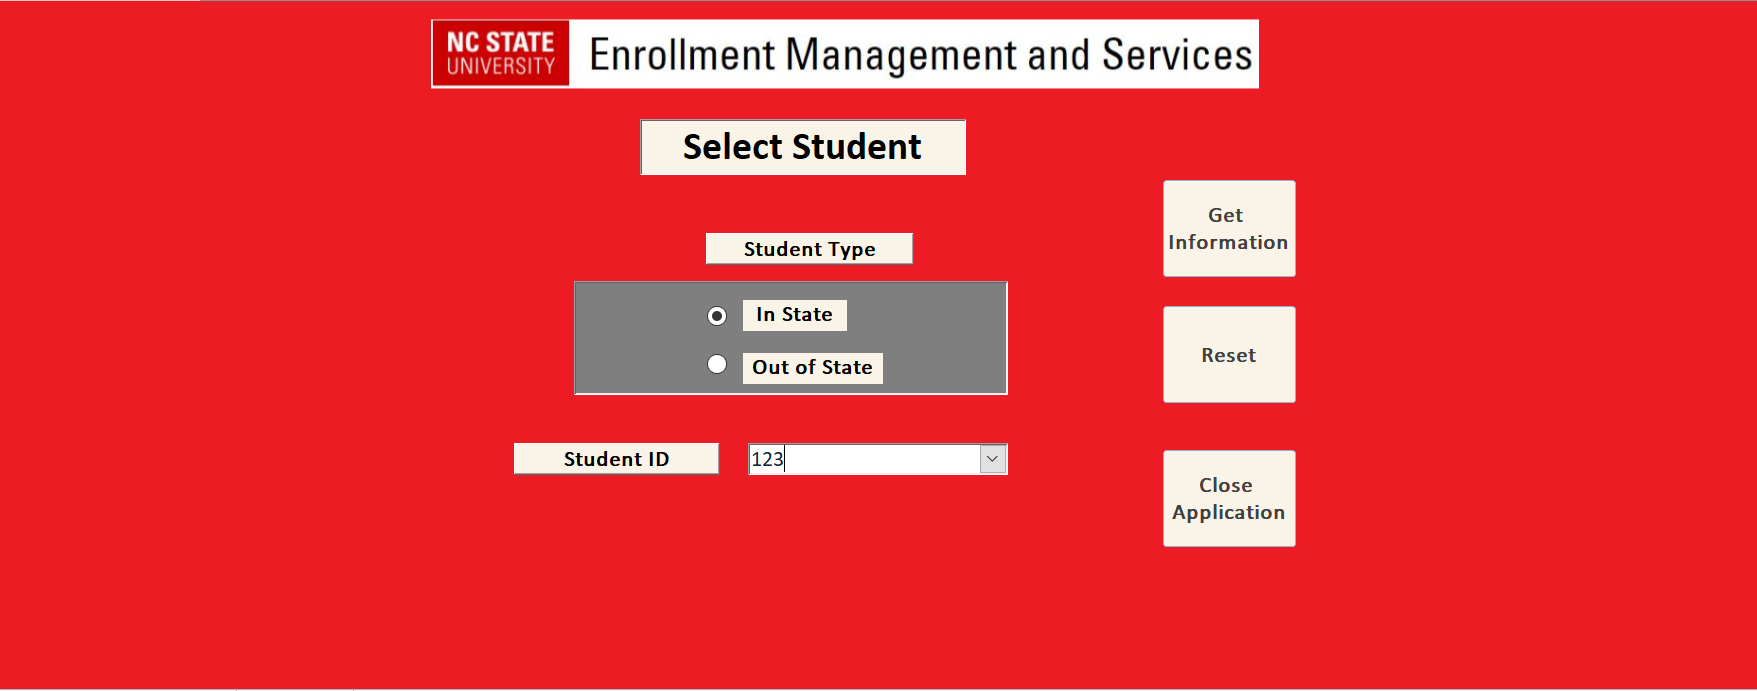 NC STATE
UNIVERSITY
Enrollment Management and Services
Select Student
Student Type
In State
Out of State
Student ID
123
Get
Information
Reset
Close
Application